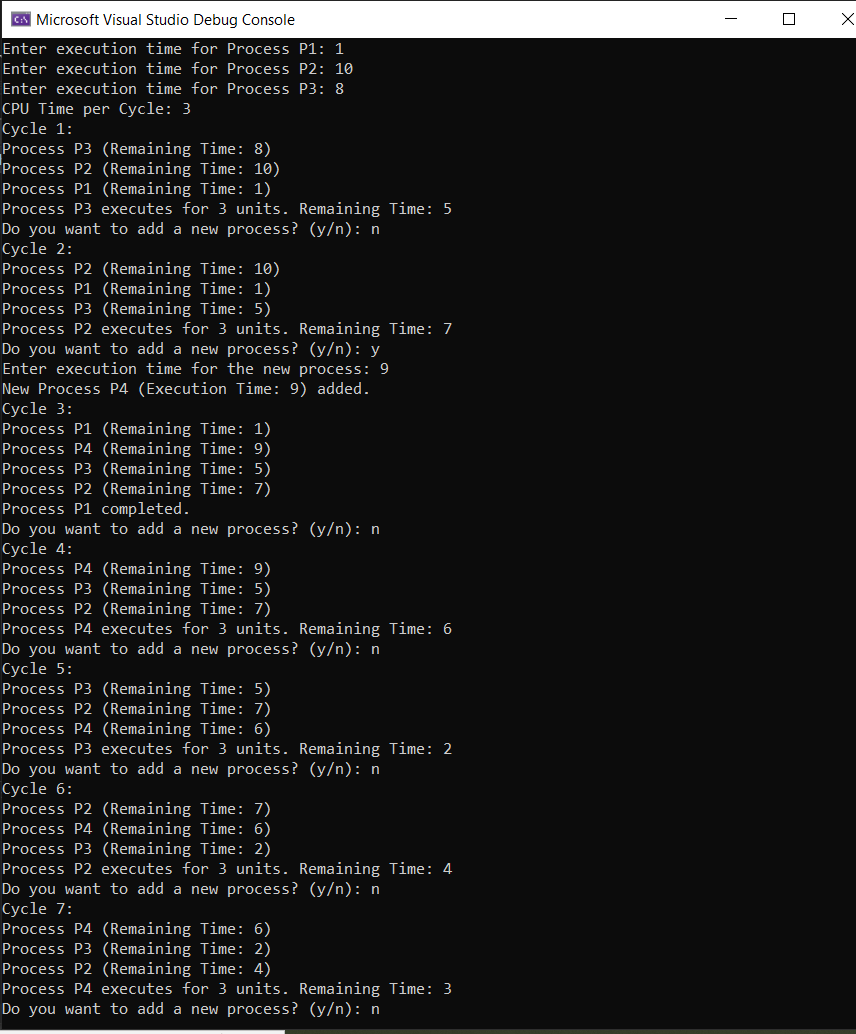 Microsoft Visual Studio Debug Console
Enter execution time for Process P1: 1
Enter execution time for Process P2: 10
Enter execution time for Process P3: 8
CPU Time per Cycle: 3
Cycle 1:
Process P3 (Remaining Time: 8)
Process P2 (Remaining Time: 10)
Process P1 (Remaining Time: 1)
Process P3 executes for 3 units. Remaining Time: 5
Do you want to add a new process? (y/n): n
Cycle 2:
Process P2 (Remaining Time: 10)
Process P1 (Remaining Time: 1)
Process P3 (Remaining Time: 5)
Process P2 executes for 3 units. Remaining Time: 7
Do you want to add a new process? (y/n): y
Enter execution time for the new process: 9
New Process P4 (Execution Time: 9) added.
Cycle 3:
Process P1 (Remaining Time: 1)
Process P4 (Remaining Time: 9)
Process P3 (Remaining Time: 5)
Process P2 (Remaining Time: 7)
Process P1 completed.
Do you want to add a new process? (y/n): n
Cycle 4:
Process P4 (Remaining Time: 9)
Process P3 (Remaining Time: 5)
Process P2 (Remaining Time: 7)
Process P4 executes for 3 units. Remaining Time: 6
Do you want to add a new process? (y/n): n
Cycle 5:
Process P3 (Remaining Time: 5)
Process P2 (Remaining Time: 7)
Process P4 (Remaining Time: 6)
Process P3 executes for 3 units. Remaining Time: 2
Do you want to add a new process? (y/n): n
Cycle 6:
Process P2 (Remaining Time: 7)
Process P4 (Remaining Time: 6)
Process P3 (Remaining Time: 2)
Process P2 executes for 3 units. Remaining Time: 4
Do you want to add a new process? (y/n): n
Cycle 7:
Process P4 (Remaining Time: 6)
Process P3 (Remaining Time: 2)
Process P2 (Remaining Time: 4)
Process P4 executes for 3 units. Remaining Time: 3
Do you want to add a new process? (y/n): n